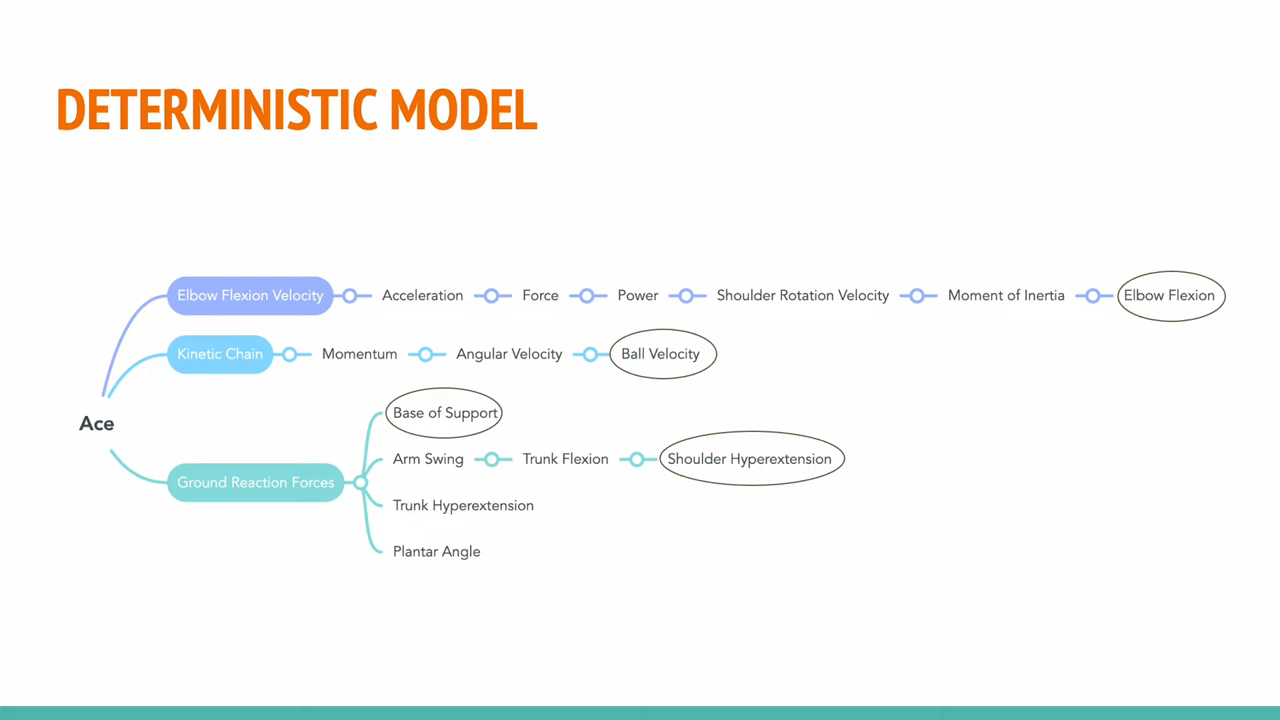 DETERMINISTIC MODEL
Elbow Flexion Velocity Acceleration Force Power Shoulder Rotation Velocity Moment of Inertia Elbow Flexion
Kinetic Chain Momentum Angular Velocity Ball Velocity
Base of Support
Ace
Arm Swing Trunk Flexion Shoulder Hyperextension
Ground Reaction Forces
Trunk Hyperextension
Plantar Angle